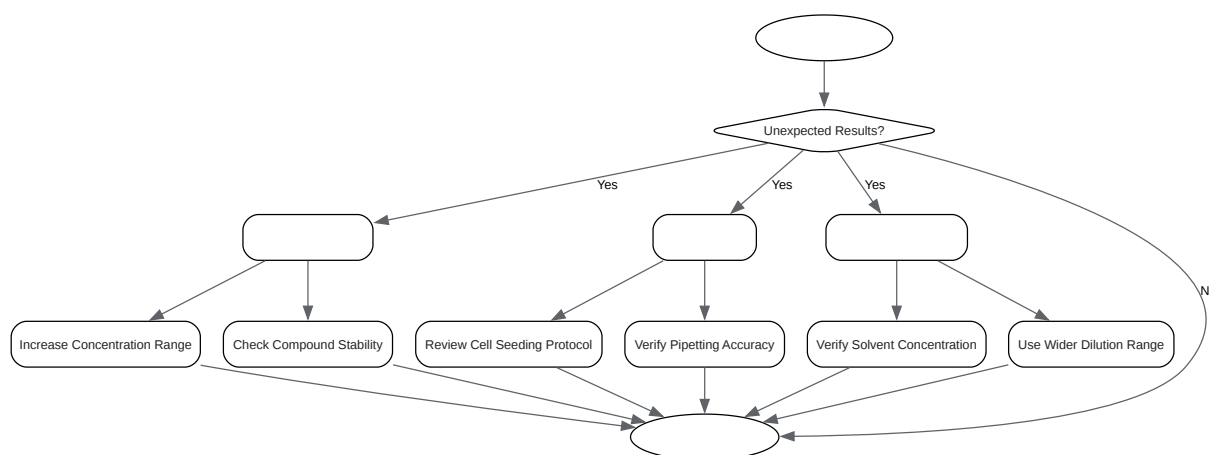 Unexpected Results?
Yes
Yes
Yes
N
Increase Concentration Range
Check Compound Stability
Review Cell Seeding Protocol
Verify Pipetting Accuracy
Verify Solvent Concentration
Use Wider Dilution Range